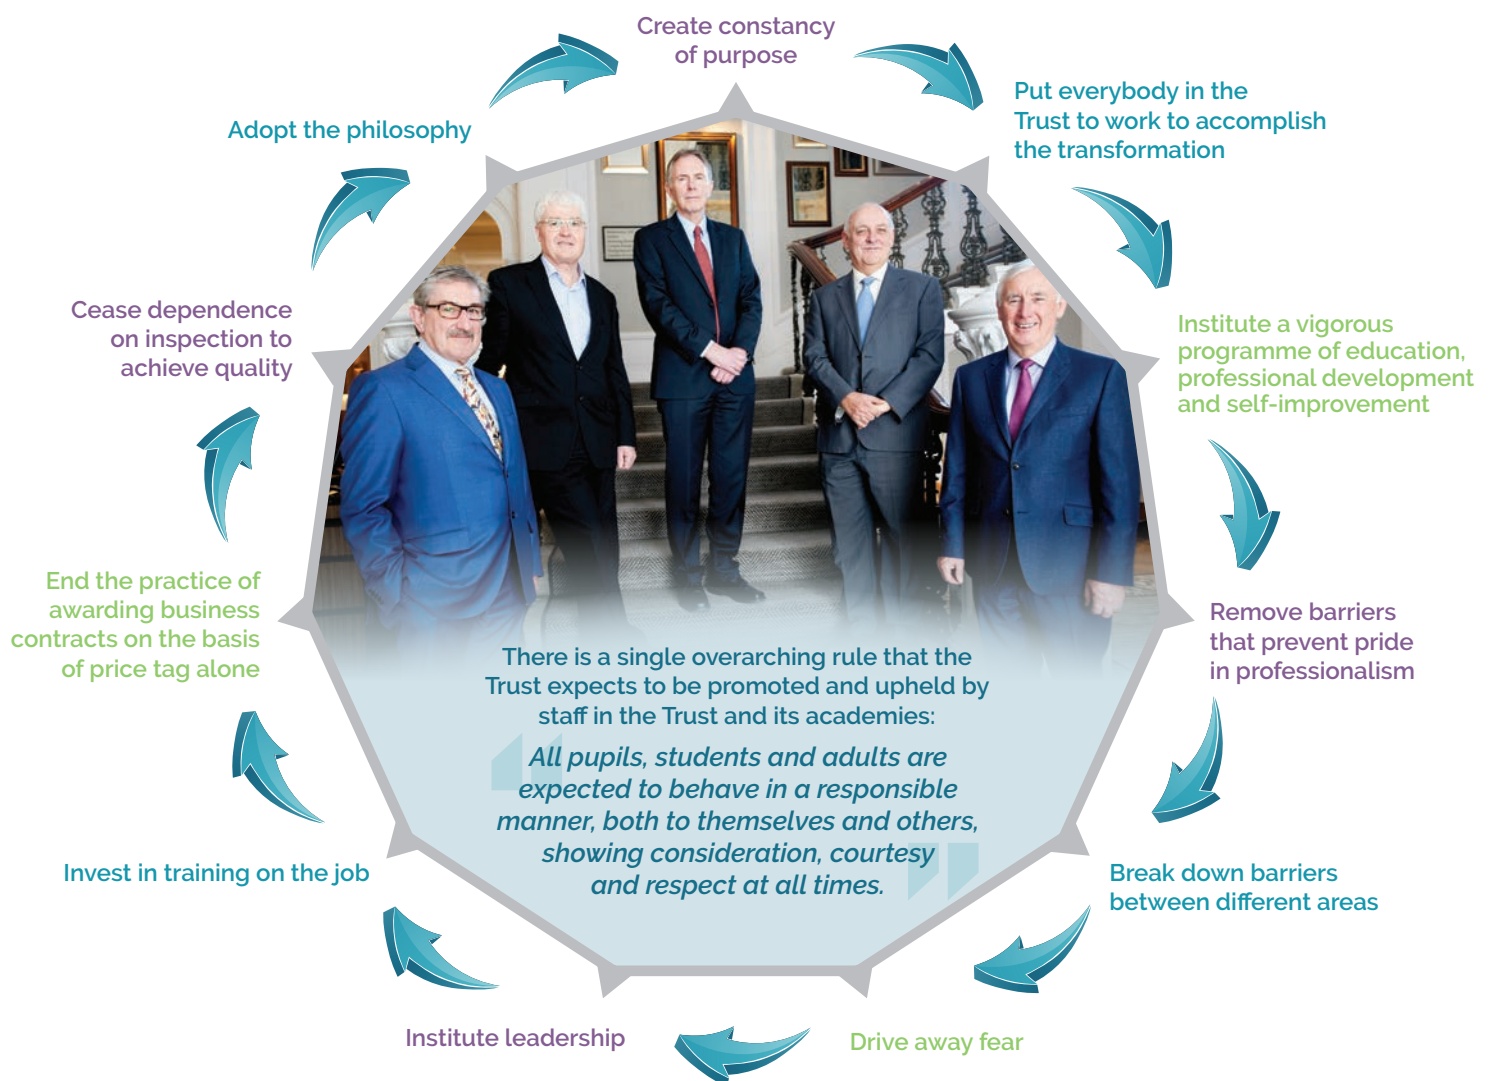 Create constancy
of purpose
Put everybody in the
Trust to work to accomplish
the transformation
Institute a vigorous
programme of education,
professional development
and self-improvement
Remove barriers
that prevent pride
in professionalism
Break down barriers
between different areas
Drive away fear
Institute leadership
Invest in training on the job
End the practice of
awarding business
contracts on the basis
of price tag alone
Cease dependence
on inspection to
achieve quality
Adopt the philosophy
There is a single overarching rule that the
Trust expects to be promoted and upheld by
staff in the Trust and its academies:
“All pupils, students and adults are
expected to behave in a responsible
manner, both to themselves and others,
showing consideration, courtesy
and respect at all times.”